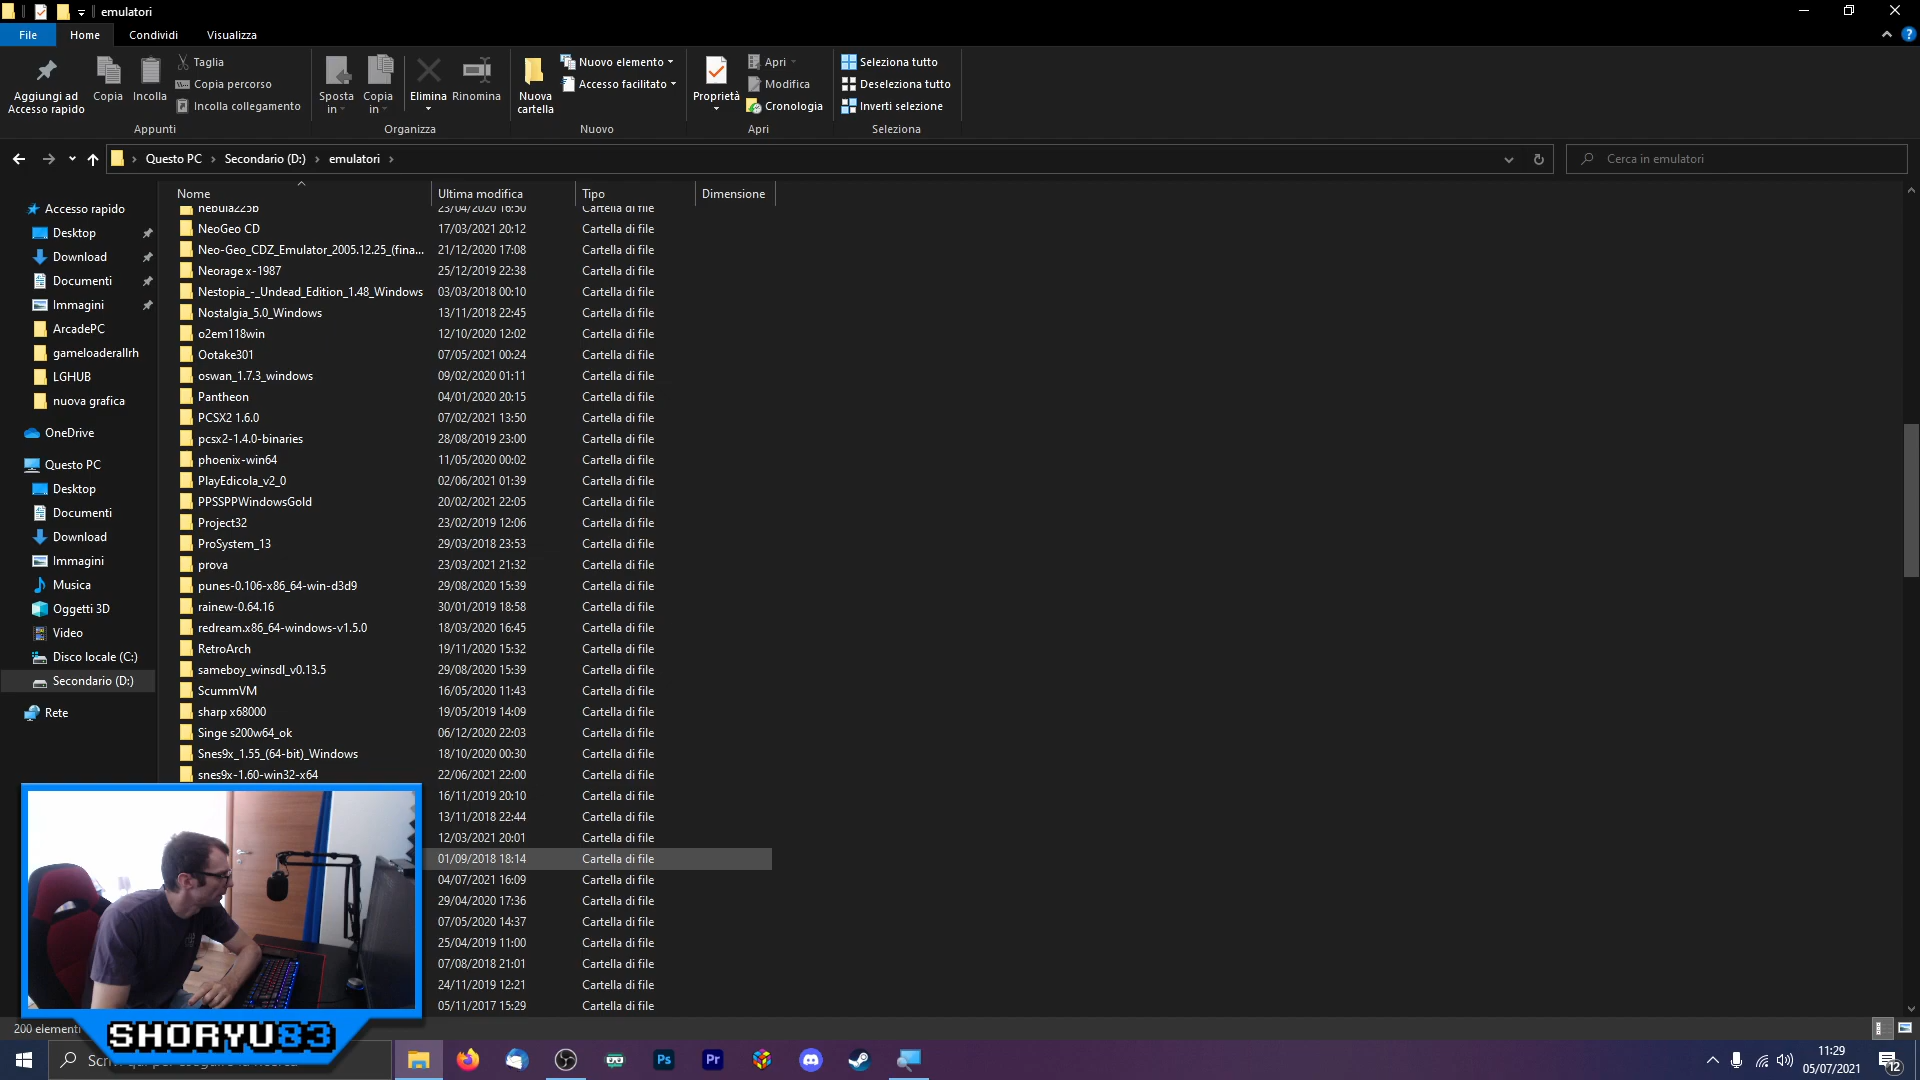 emulatori
File Home Condividi Visualizza
Aggiungi ad Accesso rapido
Copia
Incolla
Taglia
Copia percorso
Incolla collegamento
Appunti
Sposta in
Copia in
Elimina
Rinomina
Organizza
Nuova cartella
Nuovo elemento
Accesso facilitato
Nuovo
Proprietà
Apri
Modifica
Cronologia
Apri
Seleziona tutto
Deseleziona tutto
Inverti selezione
Seleziona
Questo PC Secondario (D:) emulatori
Cerca in emulatori
Accesso rapido
Desktop
Download
Documenti
Immagini
ArcadePC
gameloaderallrh
LGHUB
nuova grafica
OneDrive
Questo PC
Desktop
Documenti
Download
Immagini
Musica
Oggetti 3D
Video
Disco locale (C:)
Secondario (D:)
Rete
Nome Ultima modifica Tipo Dimensione
nebula225b 23/04/2020 16:50 Cartella di file
NeoGeo CD 17/03/2021 20:12 Cartella di file
Neo-Geo_CDZ_Emulator_2005.12.25_(fina... 21/12/2020 17:08 Cartella di file
Neorage x-1987 25/12/2019 22:38 Cartella di file
Nestopia_-_Undead_Edition_1.48_Windows 03/03/2018 00:10 Cartella di file
Nostalgia_5.0_Windows 13/11/2018 22:45 Cartella di file
o2em118win 12/10/2020 12:02 Cartella di file
Ootake301 07/05/2021 00:24 Cartella di file
oswan_1.7.3_windows 09/02/2020 01:11 Cartella di file
Pantheon 04/01/2020 20:15 Cartella di file
PCSX2 1.6.0 07/02/2021 13:50 Cartella di file
pcsx2-1.4.0-binaries 28/08/2019 23:00 Cartella di file
phoenix-win64 11/05/2020 00:02 Cartella di file
PlayEdicola_v2_0 02/06/2021 01:39 Cartella di file
PPSSPPWindowsGold 20/02/2021 22:05 Cartella di file
Project32 23/02/2019 12:06 Cartella di file
ProSystem_13 29/03/2018 23:53 Cartella di file
prova 23/03/2021 21:32 Cartella di file
punes-0.106-x86_64-win-d3d9 29/08/2020 15:39 Cartella di file
rainew-0.64.16 30/01/2019 18:58 Cartella di file
redream.x86_64-windows-v1.5.0 18/03/2020 16:45 Cartella di file
RetroArch 19/11/2020 15:32 Cartella di file
sameboy_winsdl_v0.13.5 29/08/2020 15:39 Cartella di file
ScummVM 16/05/2020 11:43 Cartella di file
sharp x68000 19/05/2019 14:09 Cartella di file
Singe s200w64_ok 06/12/2020 22:03 Cartella di file
Snes9x_1.55_(64-bit)_Windows 18/10/2020 00:30 Cartella di file
snes9x-1.60-win32-x64 22/06/2021 22:00 Cartella di file
16/11/2019 20:10 Cartella di file
13/11/2018 22:44 Cartella di file
12/03/2021 20:01 Cartella di file
01/09/2018 18:14 Cartella di file
04/07/2021 16:09 Cartella di file
29/04/2020 17:36 Cartella di file
07/05/2020 14:37 Cartella di file
25/04/2019 11:00 Cartella di file
07/08/2018 21:01 Cartella di file
24/11/2019 12:21 Cartella di file
05/11/2017 15:29 Cartella di file
200 elementi
SHORYU83
Ps
Pr
11:29
05/07/2021
12